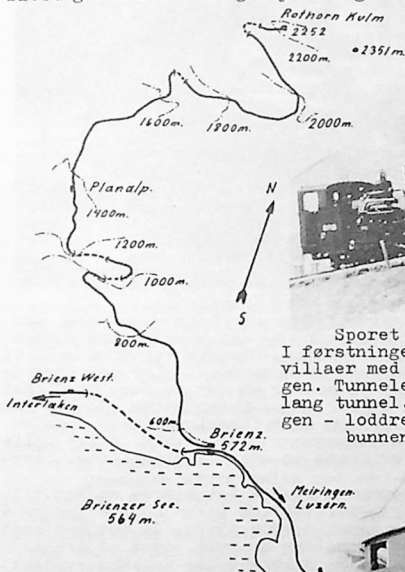 Rothorn Kulm
2252
2351m.
2200m.
1600m.
1800m.
2000m.
Planalp.
1400m.
N
1200m.
1000m.
S
800m.
Sporet
I førstninge
villaer med
gen. Tunnele
lang tunnel.
gen - loddre
bunnen
Brienz West.
Interlaken
600m.
Brienz.
572m.
Meiringen.
Luzern.
Brienzer See.
564m.